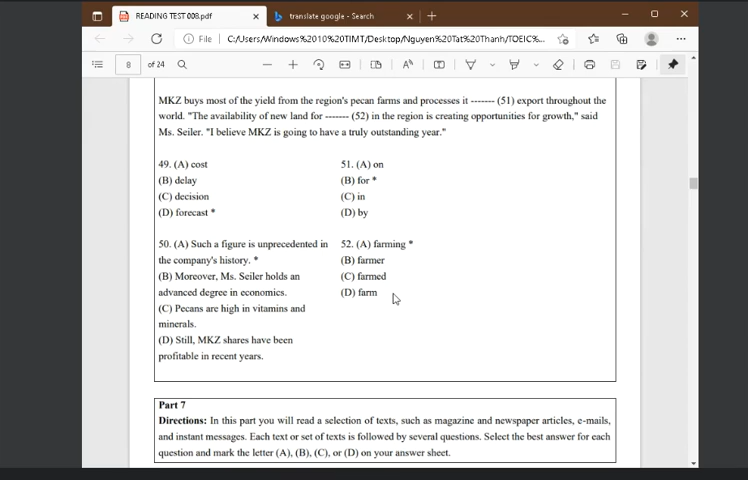 READING TEST 008.pdf
translate google - Search
File
C:/Users/Windows%2010%20TIMT/Desktop/Nguyen%20Tat%20Thanh/TOEIC%...
8 of 24
MKZ buys most of the yield from the region's pecan farms and processes it ------- (51) export throughout the
world. "The availability of new land for ------- (52) in the region is creating opportunities for growth," said
Ms. Seiler. "I believe MKZ is going to have a truly outstanding year."
49. (A) cost
(B) delay
(C) decision
(D) forecast *
50. (A) Such a figure is unprecedented in
the company's history. *
(B) Moreover, Ms. Seiler holds an
advanced degree in economics.
(C) Pecans are high in vitamins and
minerals.
(D) Still, MKZ shares have been
profitable in recent years.
51. (A) on
(B) for *
(C) in
(D) by
52. (A) farming *
(B) farmer
(C) farmed
(D) farm
Part 7
Directions: In this part you will read a selection of texts, such as magazine and newspaper articles, e-mails,
and instant messages. Each text or set of texts is followed by several questions. Select the best answer for each
question and mark the letter (A), (B), (C), or (D) on your answer sheet.